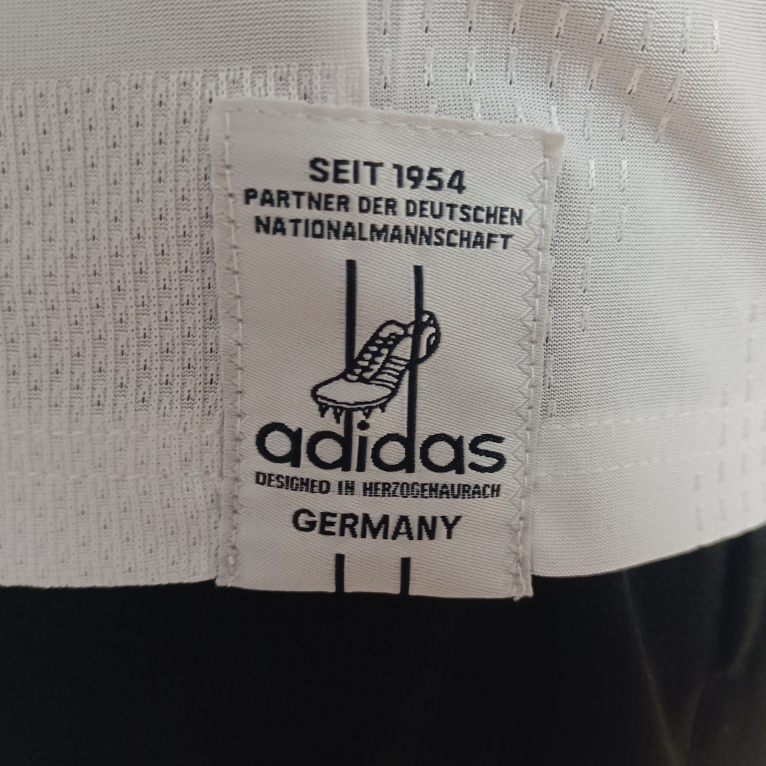 SEIT 1954
PARTNER DER DEUTSCHEN
NATIONALMANNSCHAFT
adidas
DESIGNED IN HERZOGENAURACH
GERMANY